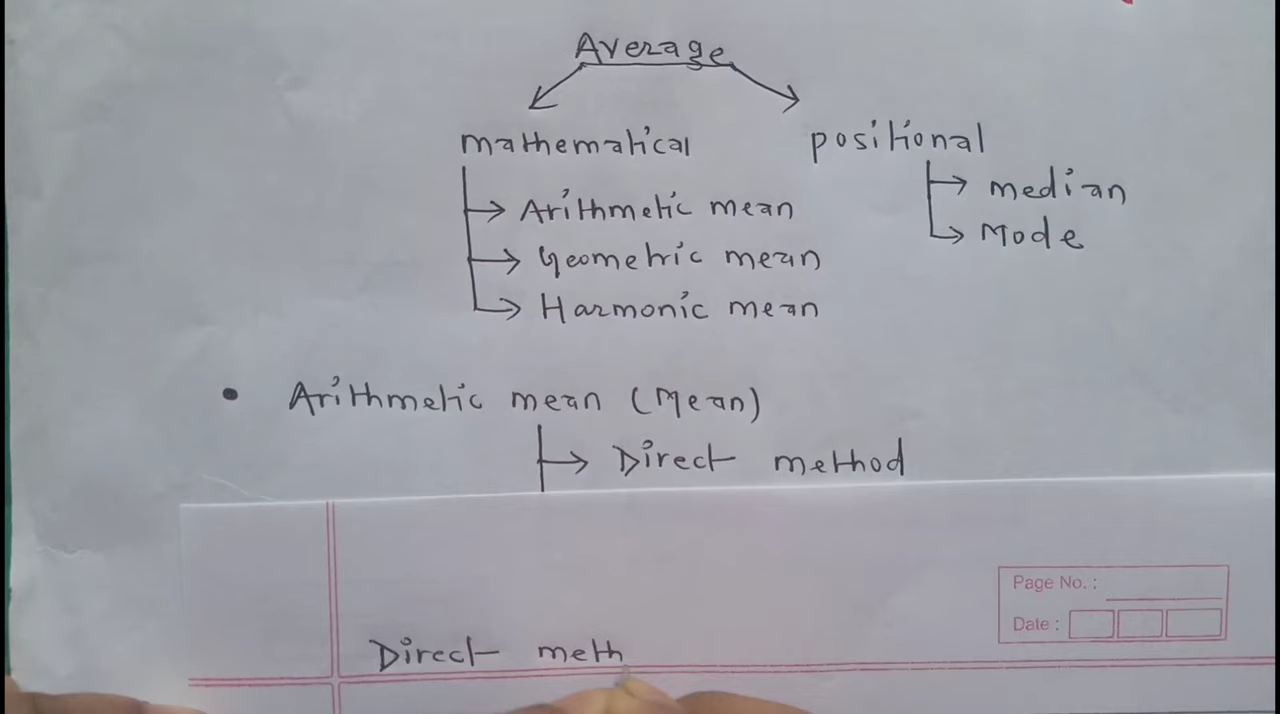 Average
mathematical
positional
Arithmetic mean
median
Geometric mean
Mode
Harmonic mean
Arithmetic mean (Mean)
Direct method
Page No. :
Date :
Direct meth